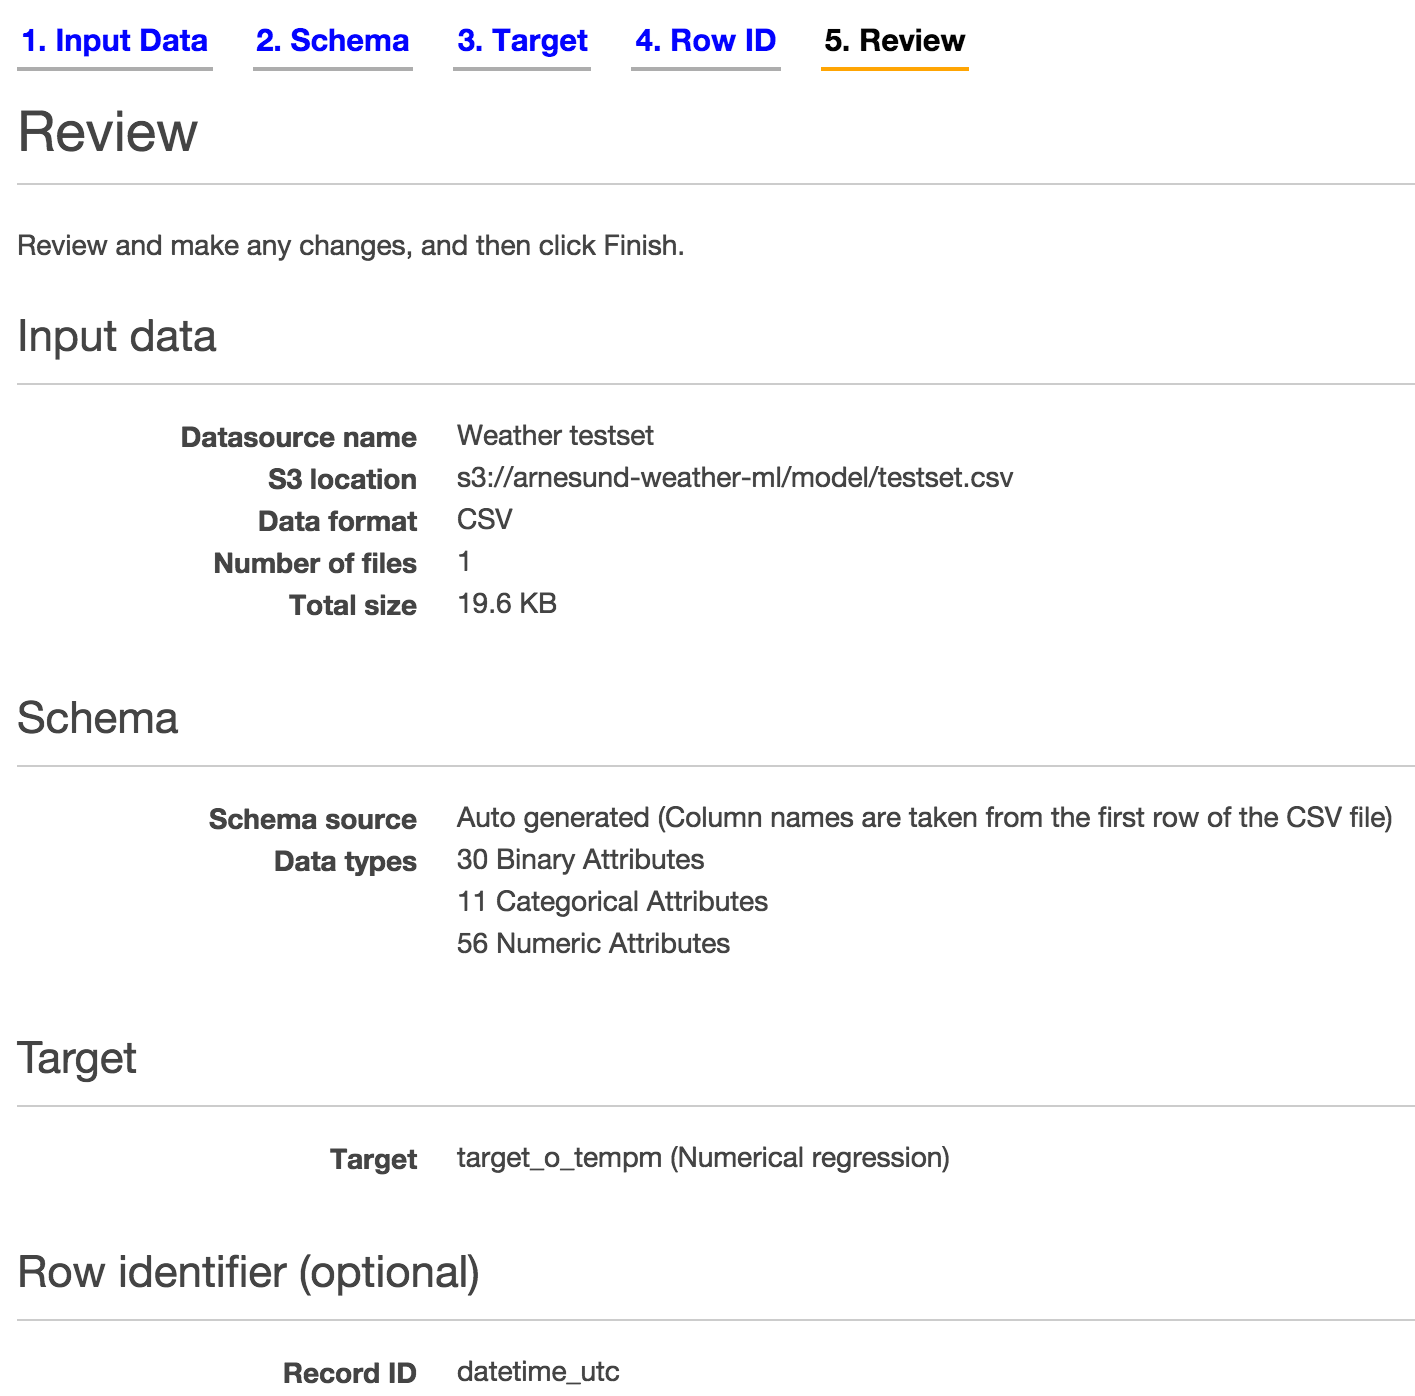 1. Input Data 2. Schema 3. Target 4. Row ID 5. Review
Review
Review and make any changes, and then click Finish.
Input data
Datasource name Weather testset
S3 location s3://arnesund-weather-ml/model/testset.csv
Data format CSV
Number of files 1
Total size 19.6 KB
Schema
Schema source Auto generated (Column names are taken from the first row of the CSV file)
Data types 30 Binary Attributes
11 Categorical Attributes
56 Numeric Attributes
Target
Target target_o_tempm (Numerical regression)
Row identifier (optional)
Record ID datetime_utc